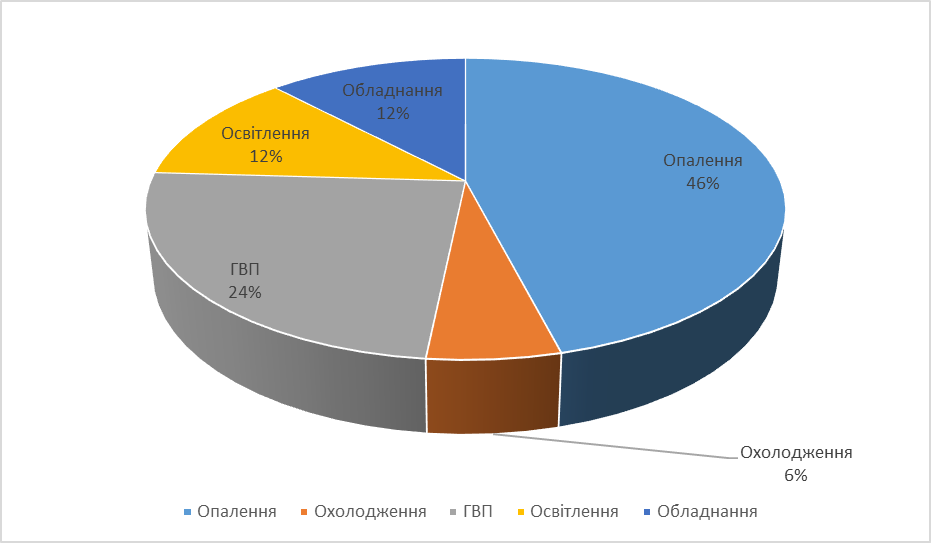 Обладнання
12%
Освітлення
12%
Опалення
46%
ГВП
24%
Охолодження
6%
Опалення Охолодження ГВП Освітлення Обладнання